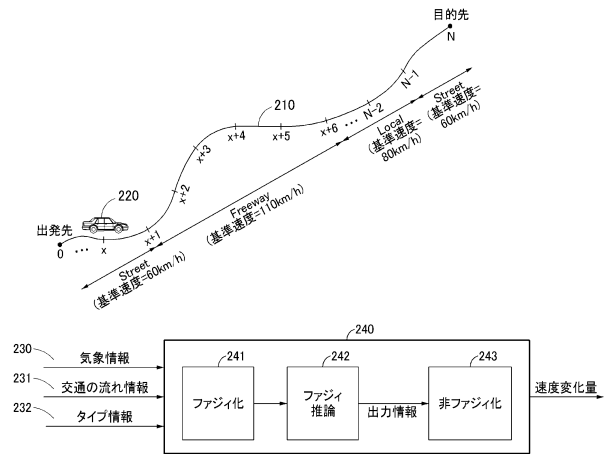 目的先
N
N-1
Street
(基準速度=
60km/h)
210
N-2
Local
(基準速度=
80km/h)
x+6 ...
x+5
x+4
x+3
x+2
Freeway
(基準速度=110km/h)
220
出発先
0 ... x
x+1
Street
(基準速度=60km/h)
240
230
気象情報
231
交通の流れ情報
232
タイプ情報
241
ファジィ化
242
ファジィ
推論
出力情報
243
非ファジィ化
速度変化量